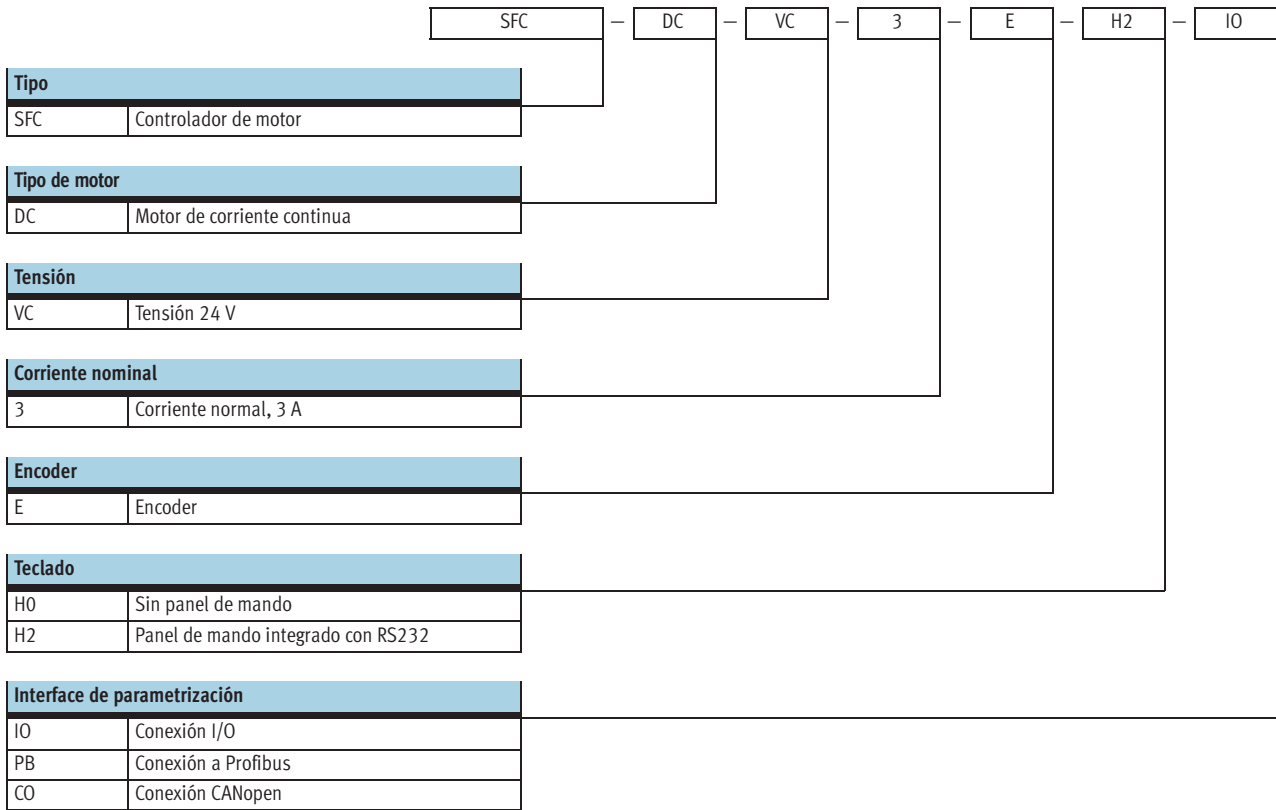 SFC – DC – VC – 3 – E – H2 – IO
Tipo
SFC Controlador de motor
Tipo de motor
DC Motor de corriente continua
Tensión
VC Tensión 24 V
Corriente nominal
3 Corriente normal, 3 A
Encoder
E Encoder
Teclado
H0 Sin panel de mando
H2 Panel de mando integrado con RS232
Interface de parametrización
IO Conexión I/O
PB Conexión a Profibus
CO Conexión CANopen